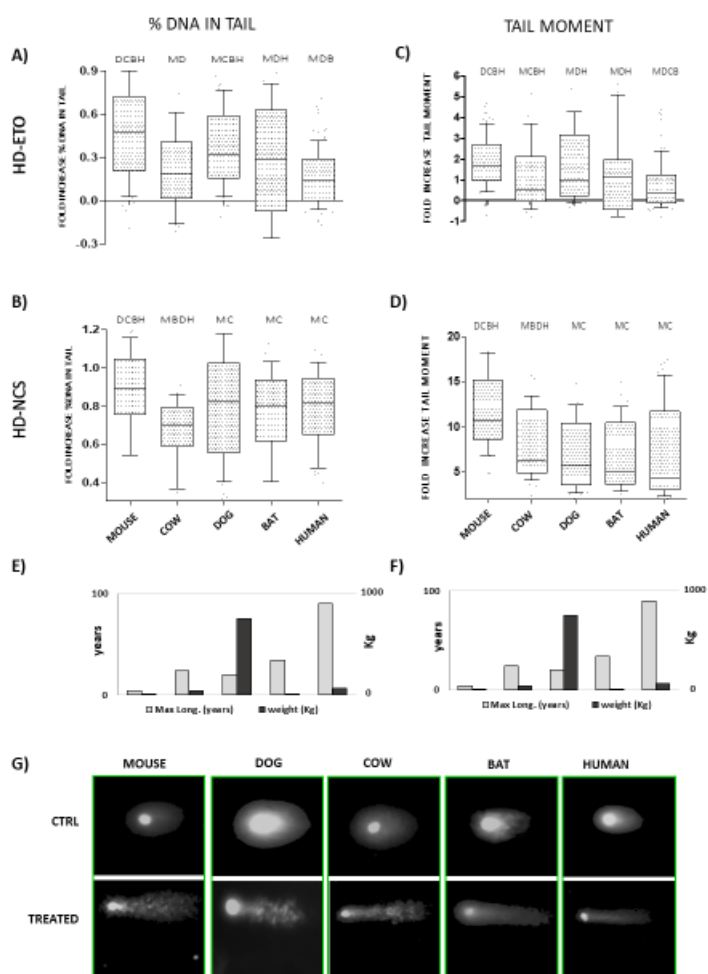 % DNA IN TAIL
TAIL MOMENT
HD-ETO
A)
DCBH MD MCBH MDH MDB
FOLD INCREASE % DNA IN TAIL
0.9
0.6
0.3
0.0
-0.3
C)
DCBH MCBH MDH MDH MDCB
FOLD INCREASE TAIL MOMENT
6
5
4
3
2
1
0
-1
HD-NCS
B)
DCBH MBDH MC MC MC
FOLD INCREASE %DNA IN TAIL
1.2
1.0
0.8
0.6
0.4
MOUSE COW DOG BAT HUMAN
D)
DCBH MBDH MC MC MC
FOLD INCREASE TAIL MOMENT
20
15
10
5
MOUSE COW DOG BAT HUMAN
E)
100
1000
years
Kg
0
0
Max Long. (years) weight (Kg)
F)
100
1000
years
Kg
0
0
Max Long. (years) weight (Kg)
G)
MOUSE DOG COW BAT HUMAN
CTRL
TREATED